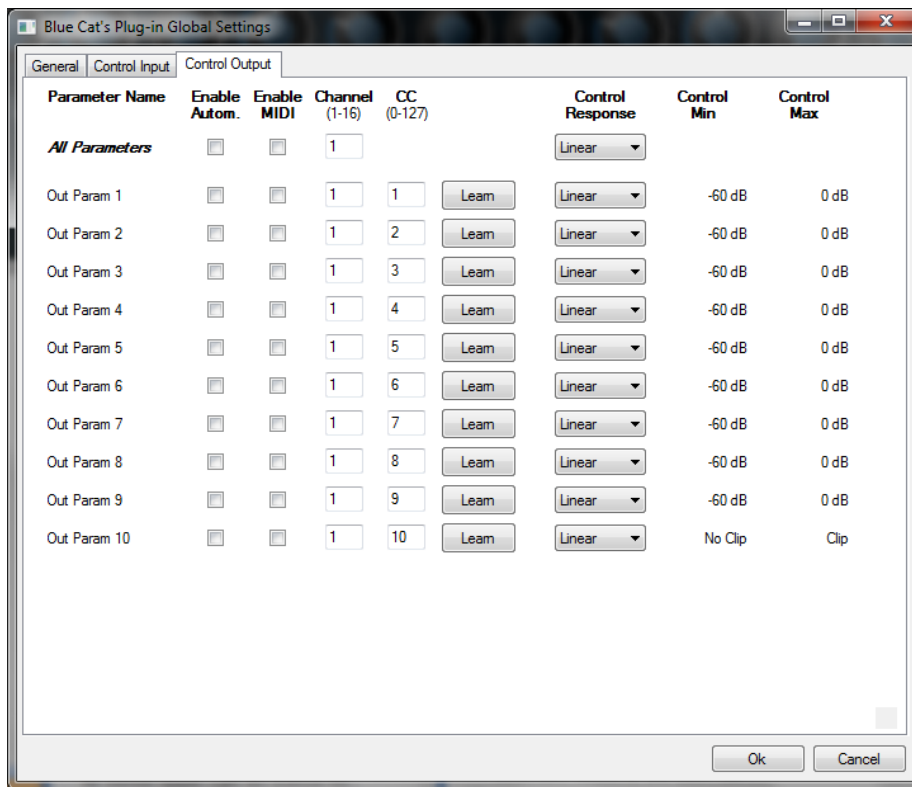 Blue Cat's Plug-in Global Settings
General Control Input Control Output
Parameter Name Enable Autom. Enable MIDI Channel (1-16) CC (0-127) Control Response Control Min Control Max
All Parameters 1 Linear
Out Param 1 1 1 Learn Linear -60 dB 0 dB
Out Param 2 1 2 Learn Linear -60 dB 0 dB
Out Param 3 1 3 Learn Linear -60 dB 0 dB
Out Param 4 1 4 Learn Linear -60 dB 0 dB
Out Param 5 1 5 Learn Linear -60 dB 0 dB
Out Param 6 1 6 Learn Linear -60 dB 0 dB
Out Param 7 1 7 Learn Linear -60 dB 0 dB
Out Param 8 1 8 Learn Linear -60 dB 0 dB
Out Param 9 1 9 Learn Linear -60 dB 0 dB
Out Param 10 1 10 Learn Linear No Clip Clip
Ok Cancel